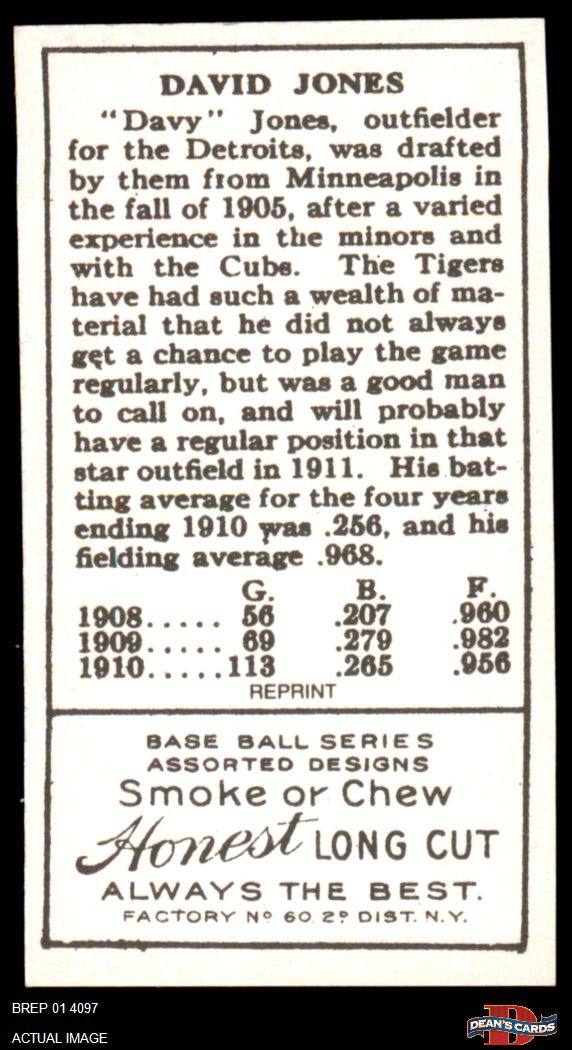 DAVID JONES
"Davy" Jones, outfielder
for the Detroits, was drafted
by them from Minneapolis in
the fall of 1905, after a varied
experience in the minors and
with the Cubs. The Tigers
have had such a wealth of ma-
terial that he did not always
get a chance to play the game
regularly, but was a good man
to call on, and will probably
have a regular position in that
star outfield in 1911. His bat-
ting average for the four years
ending 1910 was .256, and his
fielding average .968.
G. B. F.
1908..... 56 .207 .960
1909..... 69 .279 .982
1910.....113 .265 .956
REPRINT
BASE BALL SERIES
ASSORTED DESIGNS
Smoke or Chew
Honest LONG CUT
ALWAYS THE BEST.
FACTORY Nº 60. 2º DIST. N.Y.
BREP 01 4097
ACTUAL IMAGE
D
DEAN'S CARDS